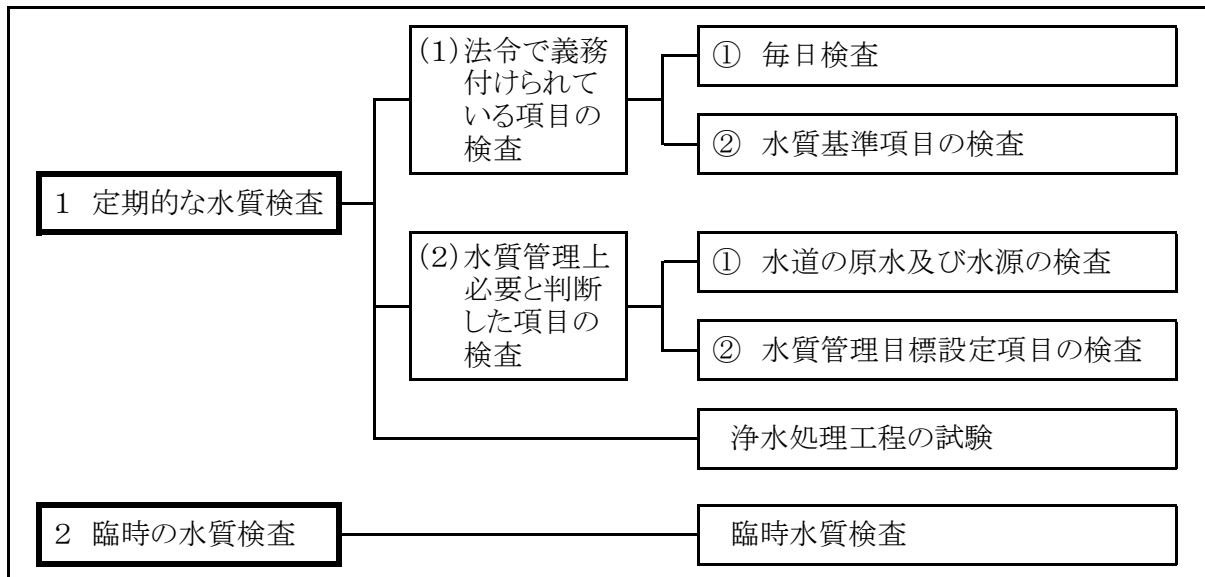 1 定期的な水質検査
(1)法令で義務
付けられて
いる項目の
検査
① 毎日検査
② 水質基準項目の検査
(2)水質管理上
必要と判断
した項目の
検査
① 水道の原水及び水源の検査
② 水質管理目標設定項目の検査
浄水処理工程の試験
2 臨時の水質検査
臨時水質検査